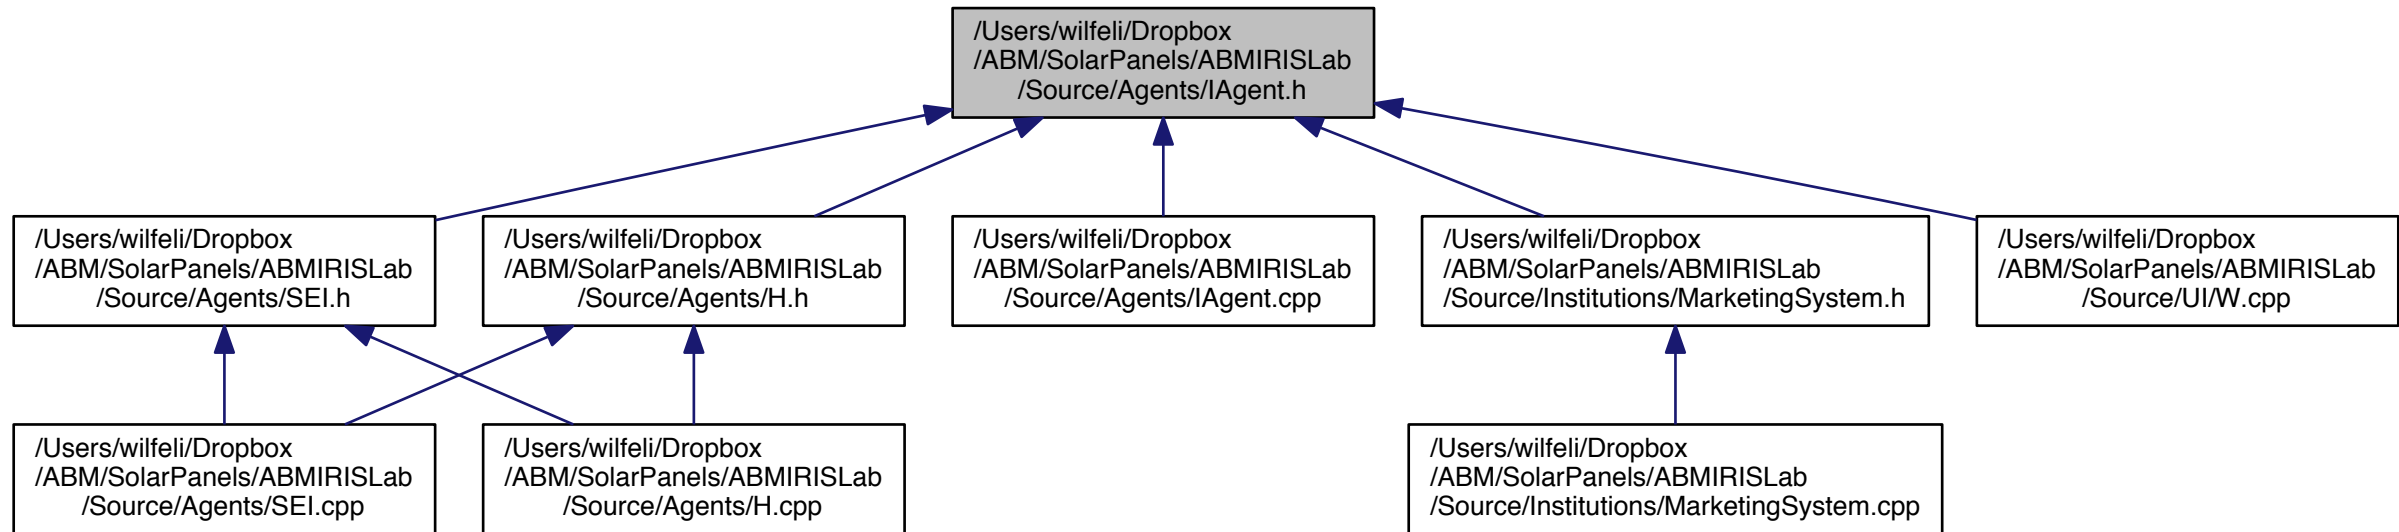 /Users/wilfeli/Dropbox
/ABM/SolarPanels/ABMIRISLab
/Source/Agents/IAgent.h
/Users/wilfeli/Dropbox
/ABM/SolarPanels/ABMIRISLab
/Source/Agents/SEI.h
/Users/wilfeli/Dropbox
/ABM/SolarPanels/ABMIRISLab
/Source/Agents/H.h
/Users/wilfeli/Dropbox
/ABM/SolarPanels/ABMIRISLab
/Source/Agents/IAgent.cpp
/Users/wilfeli/Dropbox
/ABM/SolarPanels/ABMIRISLab
/Source/Institutions/MarketingSystem.h
/Users/wilfeli/Dropbox
/ABM/SolarPanels/ABMIRISLab
/Source/UI/W.cpp
/Users/wilfeli/Dropbox
/ABM/SolarPanels/ABMIRISLab
/Source/Agents/SEI.cpp
/Users/wilfeli/Dropbox
/ABM/SolarPanels/ABMIRISLab
/Source/Agents/H.cpp
/Users/wilfeli/Dropbox
/ABM/SolarPanels/ABMIRISLab
/Source/Institutions/MarketingSystem.cpp